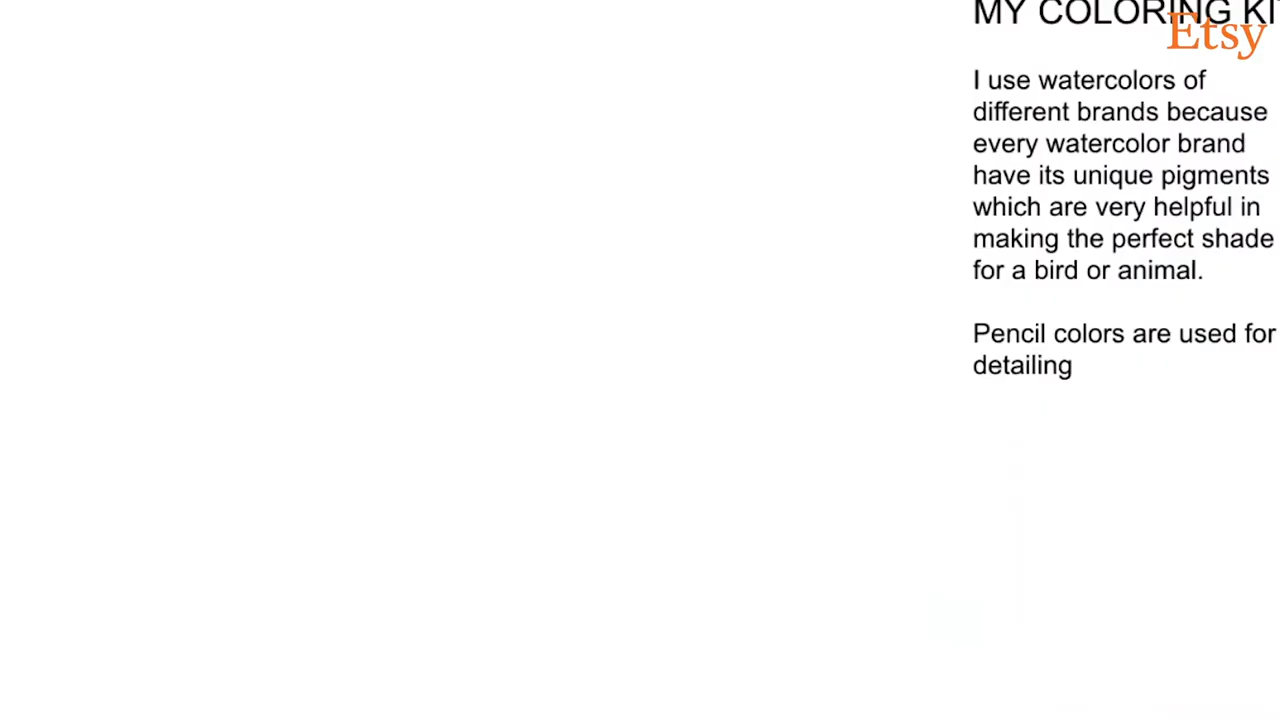 MY COLORING KI
Etsy
I use watercolors of
different brands because
every watercolor brand
have its unique pigments
which are very helpful in
making the perfect shade
for a bird or animal.
Pencil colors are used for
detailing